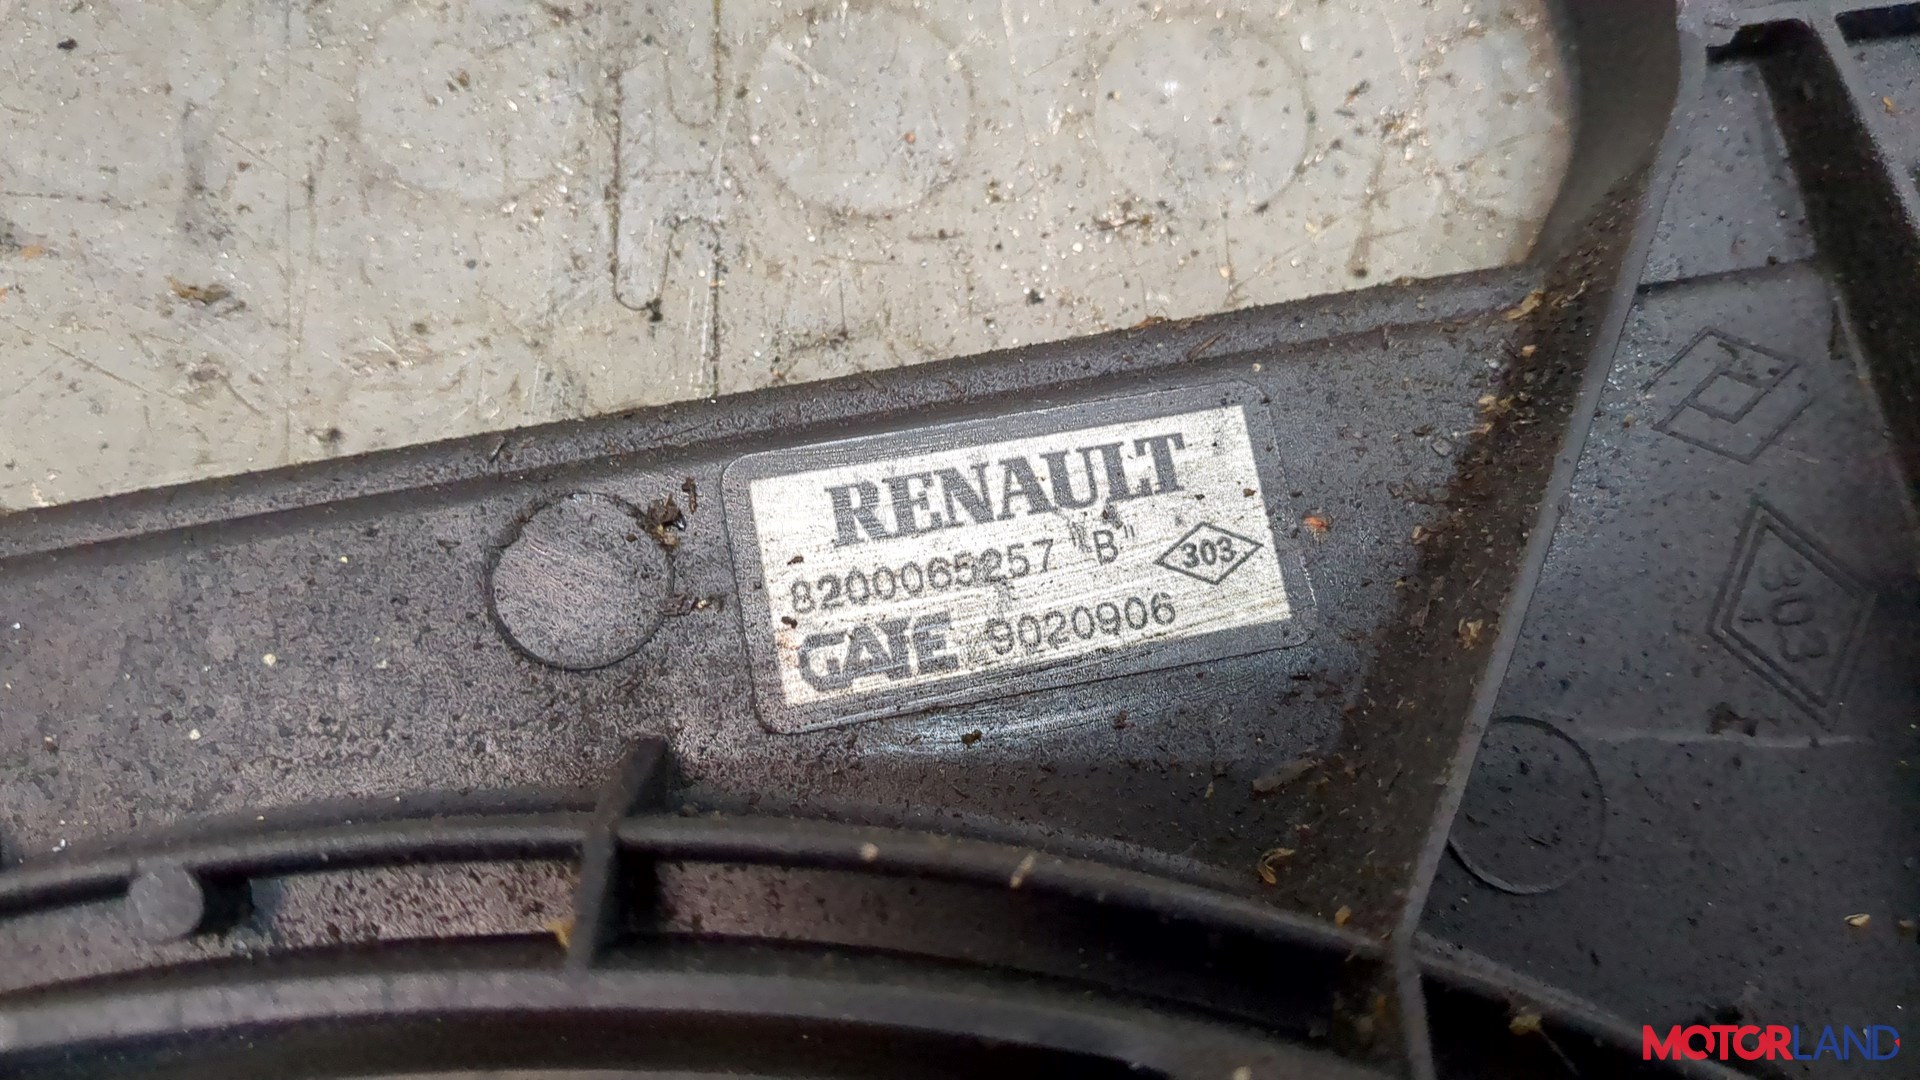 RENAULT
8200065257 "B"
303
GATE 9020906
303
MOTORLAND